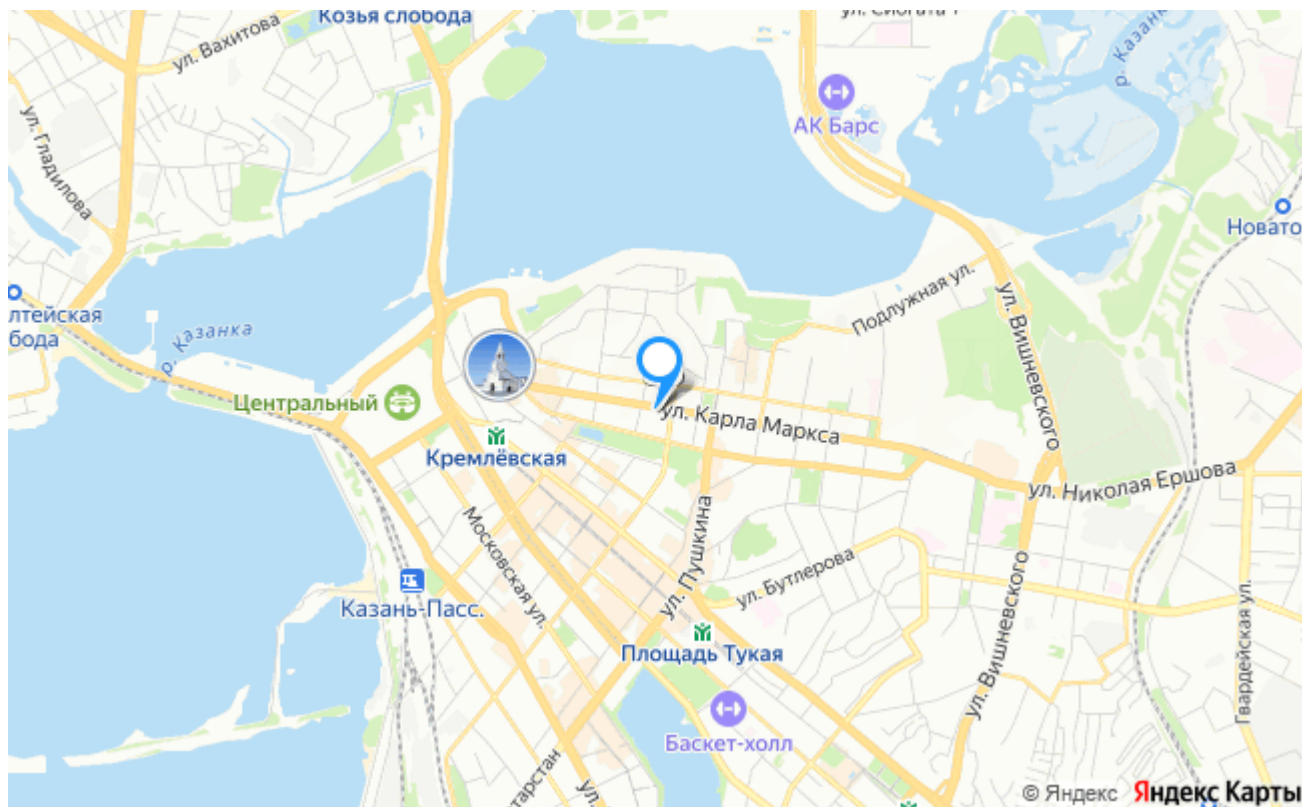 Козья слобода
ул. Вахитова
р. Казанка
АК Барс
ул. Гладилова
Новато
лтейская
бода
р. Казанка
Подлужная ул.
ул. Вишневского
Центральный
ул. Карла Маркса
Кремлёвская
ул. Николая Ершова
Московская ул.
ул. Пушкина
ул. Бутлерова
Казань-Пасс.
Площадь Тукая
ул. Вишневского
Гвардейская ул.
Баскет-холл
тарстан
ул.
© Яндекс Яндекс Карты